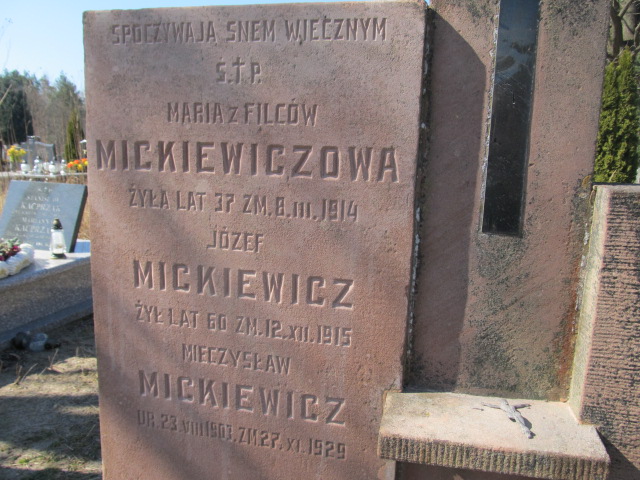 SPOCZYWAJĄ SNEM WIECZNYM
Ś.†P.
MARIA z FILCÓW
MICKIEWICZOWA
ŻYŁA LAT 37 ZM. 8.III.1914
JÓZEF
MICKIEWICZ
ŻYŁ LAT 60 ZM. 12.XII.1915
MIECZYSŁAW
MICKIEWICZ
UR 23.VIII 1903, ZM. 27.XI.1929